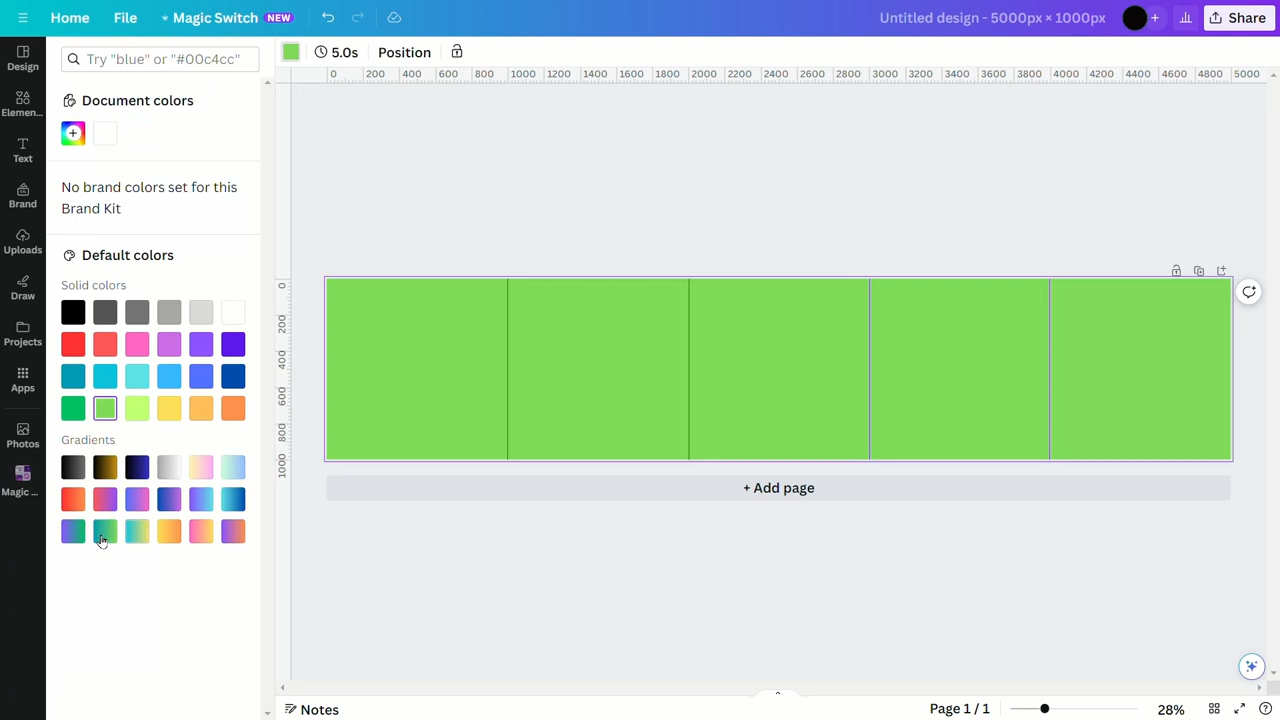 Home
File
Magic Switch NEW
Untitled design - 5000px × 1000px
Share
Design
Elemen...
Text
Brand
Uploads
Draw
Projects
Apps
Photos
Magic ...
Try "blue" or "#00c4cc"
Document colors
No brand colors set for this
Brand Kit
Default colors
Solid colors
Gradients
5.0s
Position
0 200 400 600 800 1000 1200 1400 1600 1800 2000 2200 2400 2600 2800 3000 3200 3400 3600 3800 4000 4200 4400 4600 4800 5000
0
200
400
600
800
1000
+ Add page
Notes
Page 1 / 1
28%